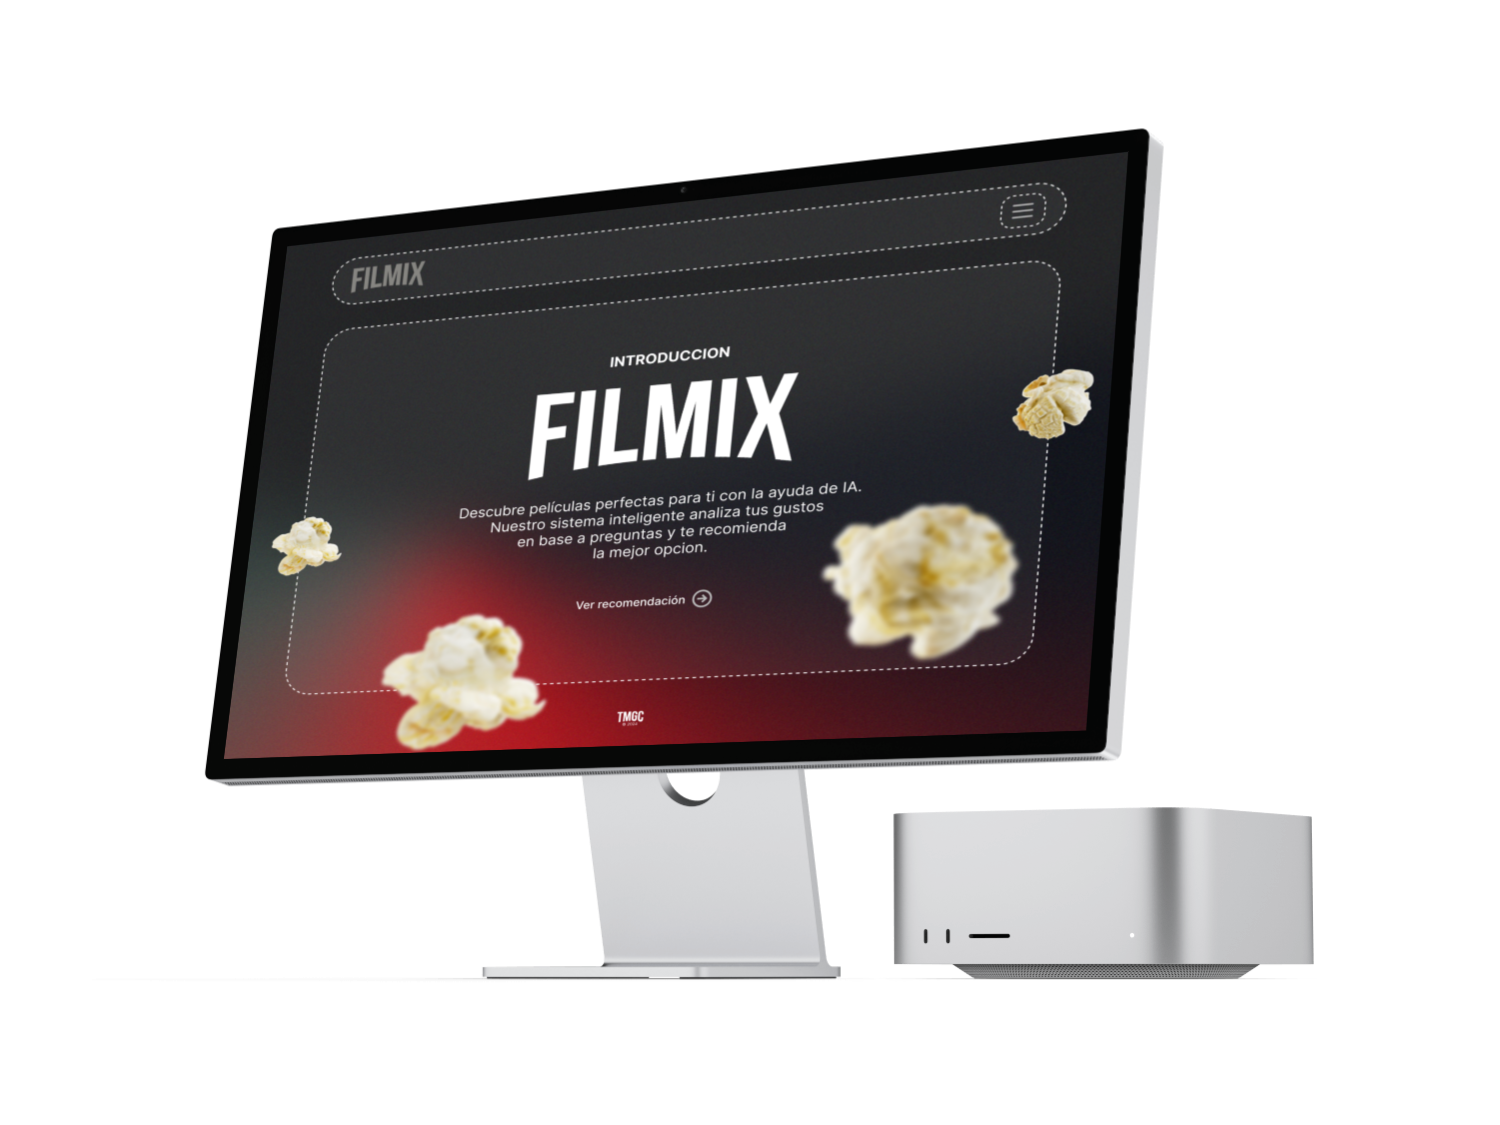 FILMIX
INTRODUCCION
FILMIX
Descubre películas perfectas para ti con la ayuda de IA.
Nuestro sistema inteligente analiza tus gustos
en base a preguntas y te recomienda
la mejor opcion.
Ver recomendación
TMGC